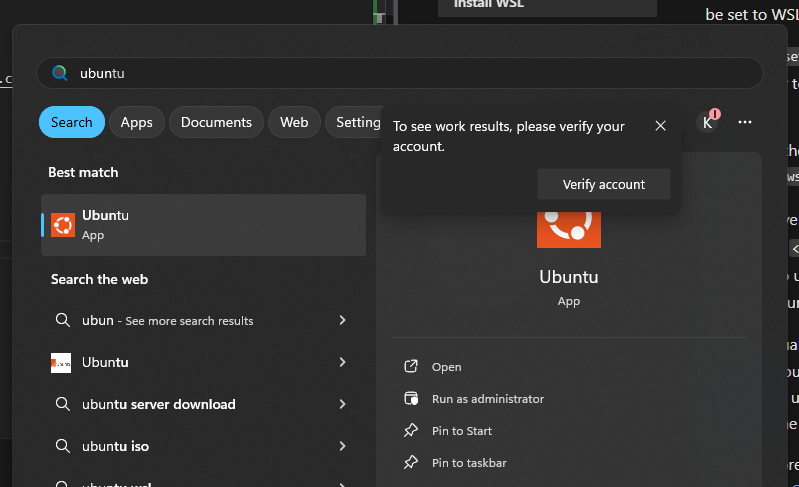 Install WSL
be set to WSL
ubuntu
Search
Apps
Documents
Web
Setting
To see work results, please verify your
account.
Verify account
K
Best match
Ubuntu
App
Search the web
ubun - See more search results
Ubuntu
ubuntu server download
ubuntu iso
Ubuntu
App
Open
Run as administrator
Pin to Start
Pin to taskbar